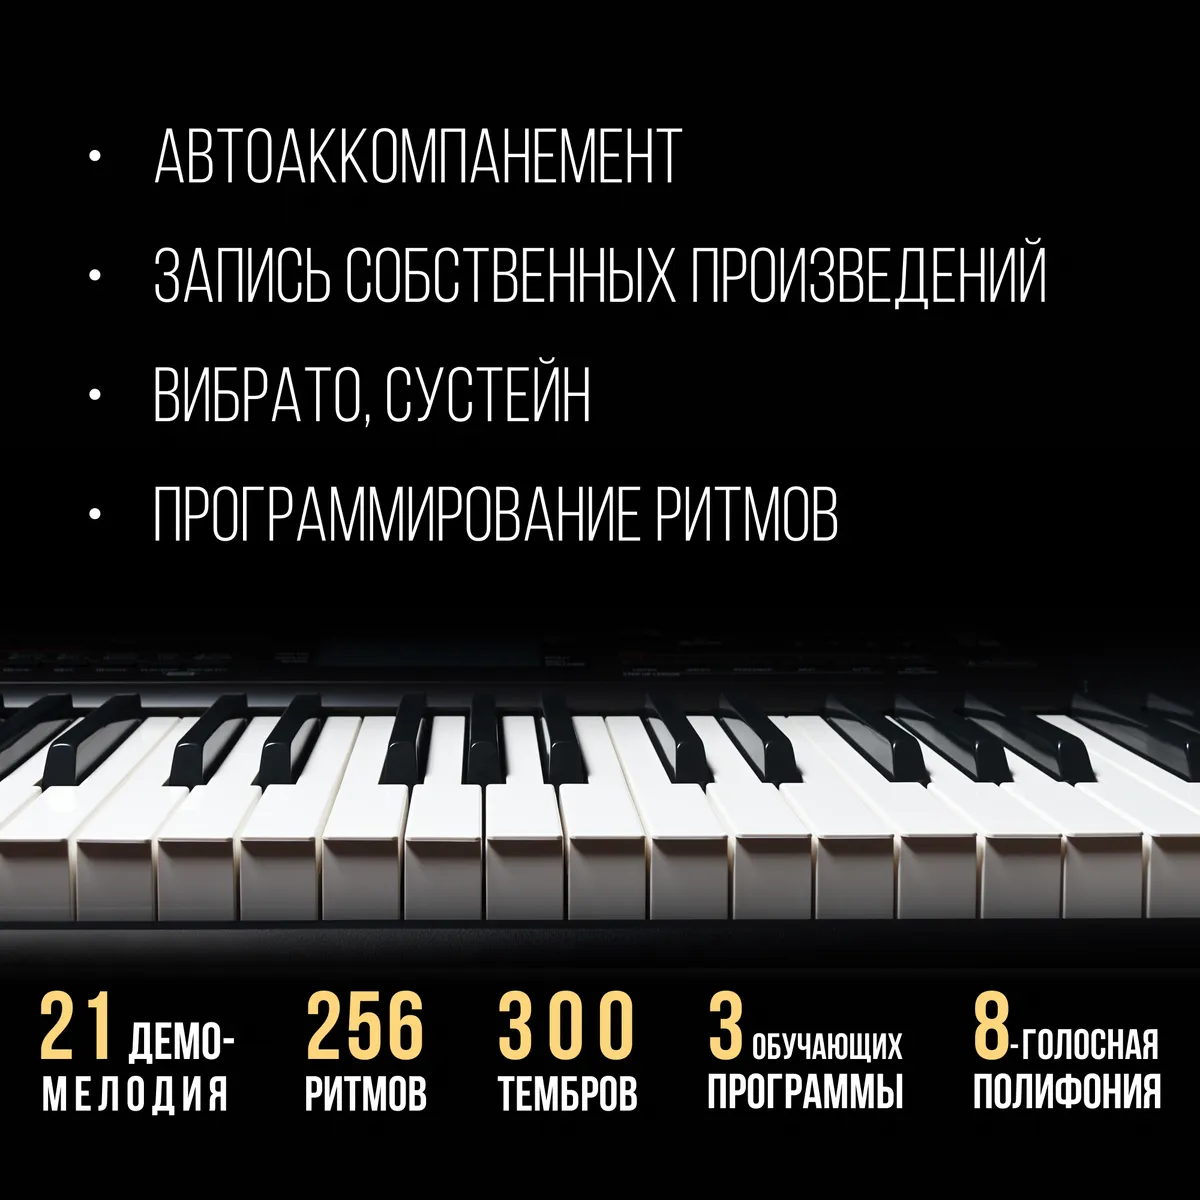 • АВТОАККОМПАНЕМЕНТ
• ЗАПИСЬ СОБСТВЕННЫХ ПРОИЗВЕДЕНИЙ
• ВИБРАТО, СУСТЕЙН
• ПРОГРАММИРОВАНИЕ РИТМОВ
21 ДЕМО-
МЕЛОДИЯ
256
РИТМОВ
300
ТЕМБРОВ
3 ОБУЧАЮЩИХ
ПРОГРАММЫ
8-ГОЛОСНАЯ
ПОЛИФОНИЯ